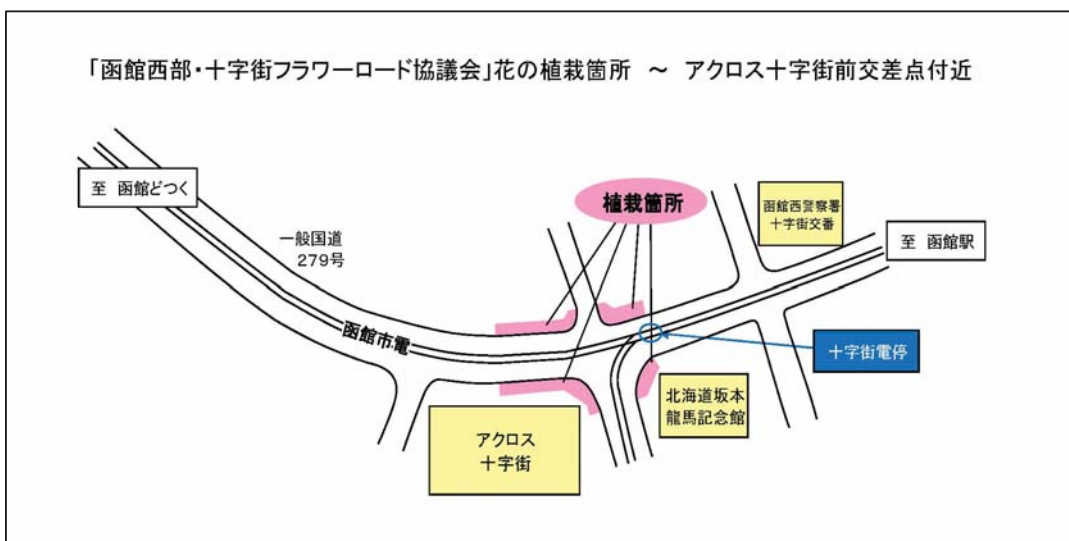 「函館西部・十字街フラワーロード協議会」花の植栽箇所 ～ アクロス十字街前交差点付近
至 函館どつく
植栽箇所
函館西警察署
十字街交番
一般国道
279号
至 函館駅
函館市電
十字街電停
北海道坂本
龍馬記念館
アクロス
十字街